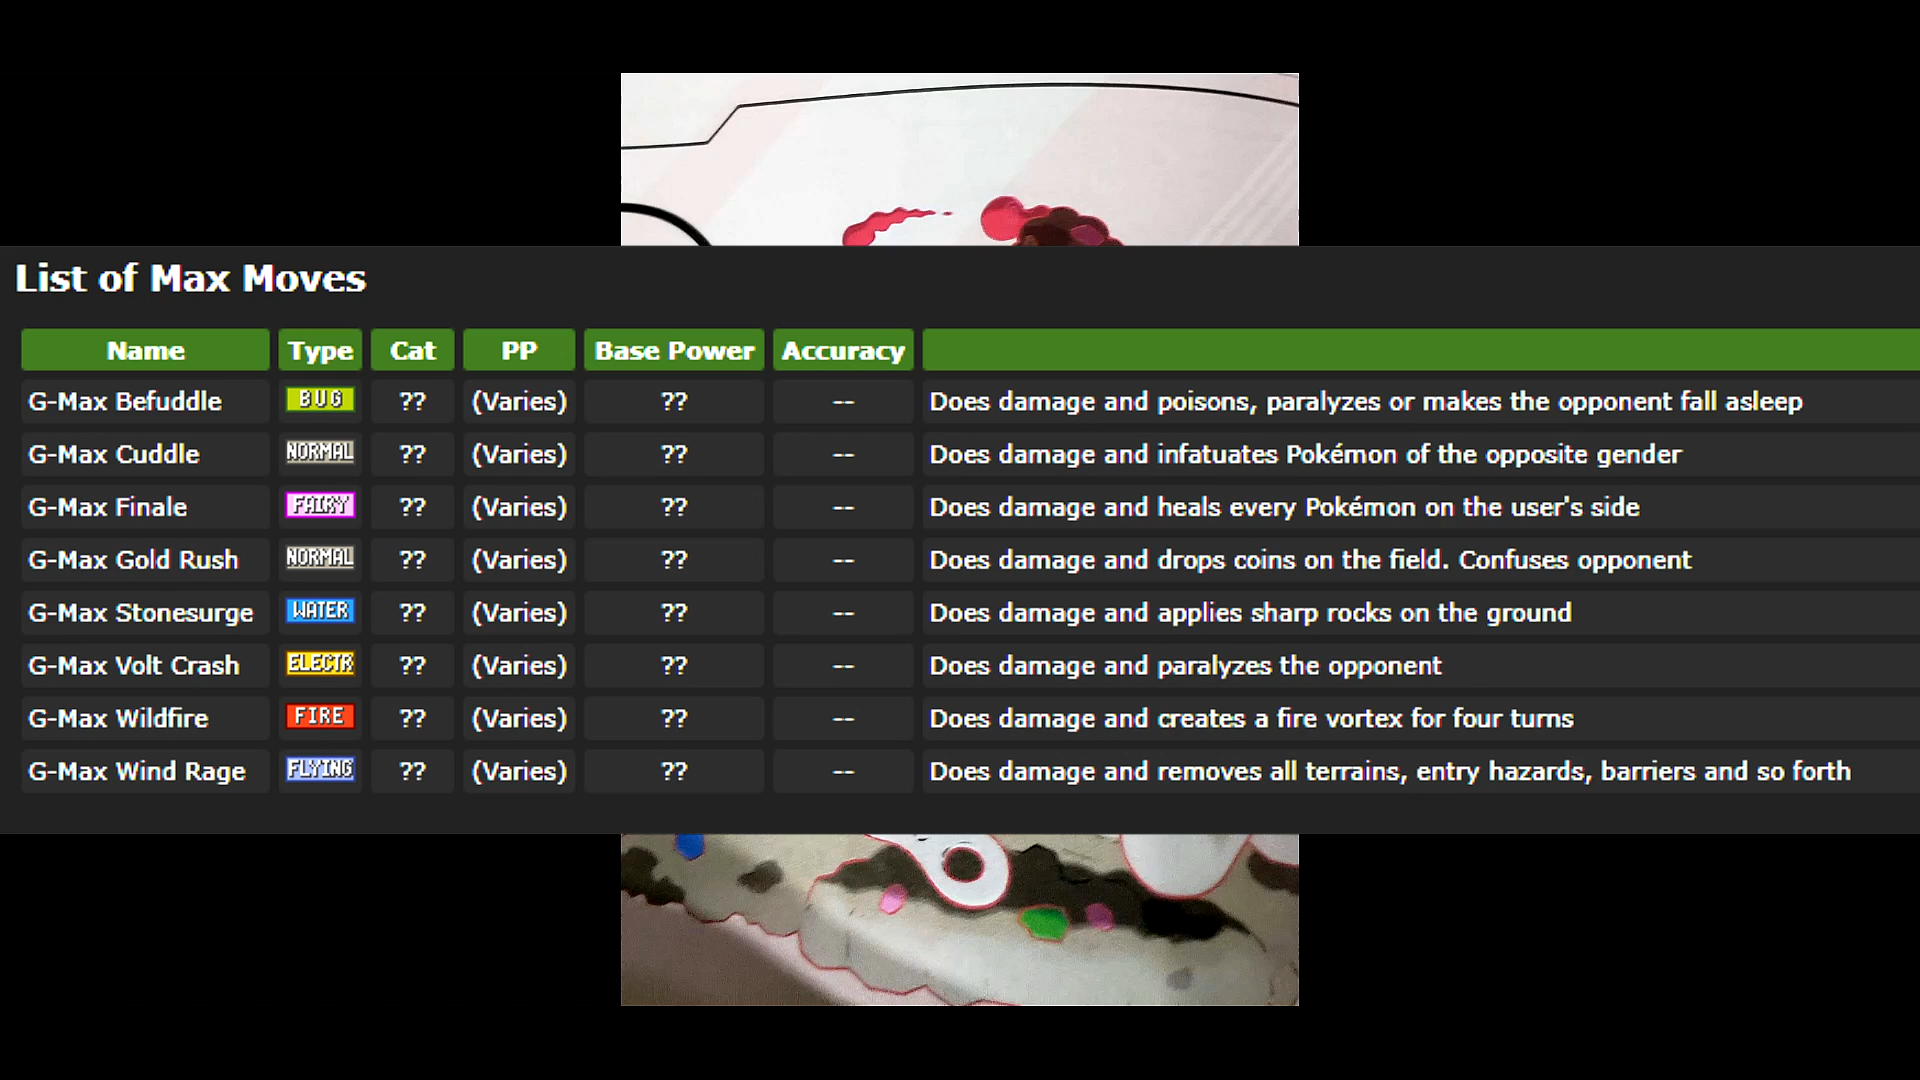 List of Max Moves
Name Type Cat PP Base Power Accuracy
G-Max Befuddle BUG ?? (Varies) ?? -- Does damage and poisons, paralyzes or makes the opponent fall asleep
G-Max Cuddle NORMAL ?? (Varies) ?? -- Does damage and infatuates Pokémon of the opposite gender
G-Max Finale FAIRY ?? (Varies) ?? -- Does damage and heals every Pokémon on the user's side
G-Max Gold Rush NORMAL ?? (Varies) ?? -- Does damage and drops coins on the field. Confuses opponent
G-Max Stonesurge WATER ?? (Varies) ?? -- Does damage and applies sharp rocks on the ground
G-Max Volt Crash ELECTR ?? (Varies) ?? -- Does damage and paralyzes the opponent
G-Max Wildfire FIRE ?? (Varies) ?? -- Does damage and creates a fire vortex for four turns
G-Max Wind Rage FLYING ?? (Varies) ?? -- Does damage and removes all terrains, entry hazards, barriers and so forth